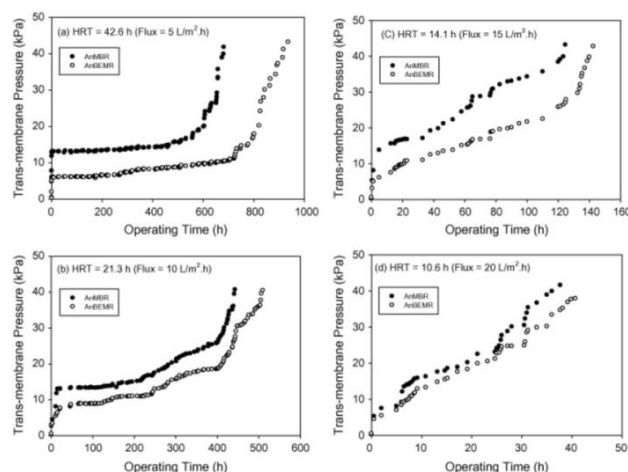 (a) HRT = 42.6 h (Flux = 5 L/m².h)
AnMBR
AnBEMR
Trans-membrane Pressure (kPa)
50
40
30
20
10
0
0 200 400 600 800 1000
Operating Time (h)
(C) HRT = 14.1 h (Flux = 15 L/m².h)
AnMBR
AnBEMR
Trans-membrane Pressure (kPa)
50
40
30
20
10
0
0 20 40 60 80 100 120 140 160
Operating Time (h)
(b) HRT = 21.3 h (Flux = 10 L/m².h)
AnMBR
AnBEMR
Trans-membrane Pressure (kPa)
50
40
30
20
10
0
0 100 200 300 400 500 600
Operating Time (h)
(d) HRT = 10.6 h (Flux = 20 L/m².h)
AnMBR
AnBEMR
Trans-membrane Pressure (kPa)
50
40
30
20
10
0
0 10 20 30 40 50
Operating Time (h)